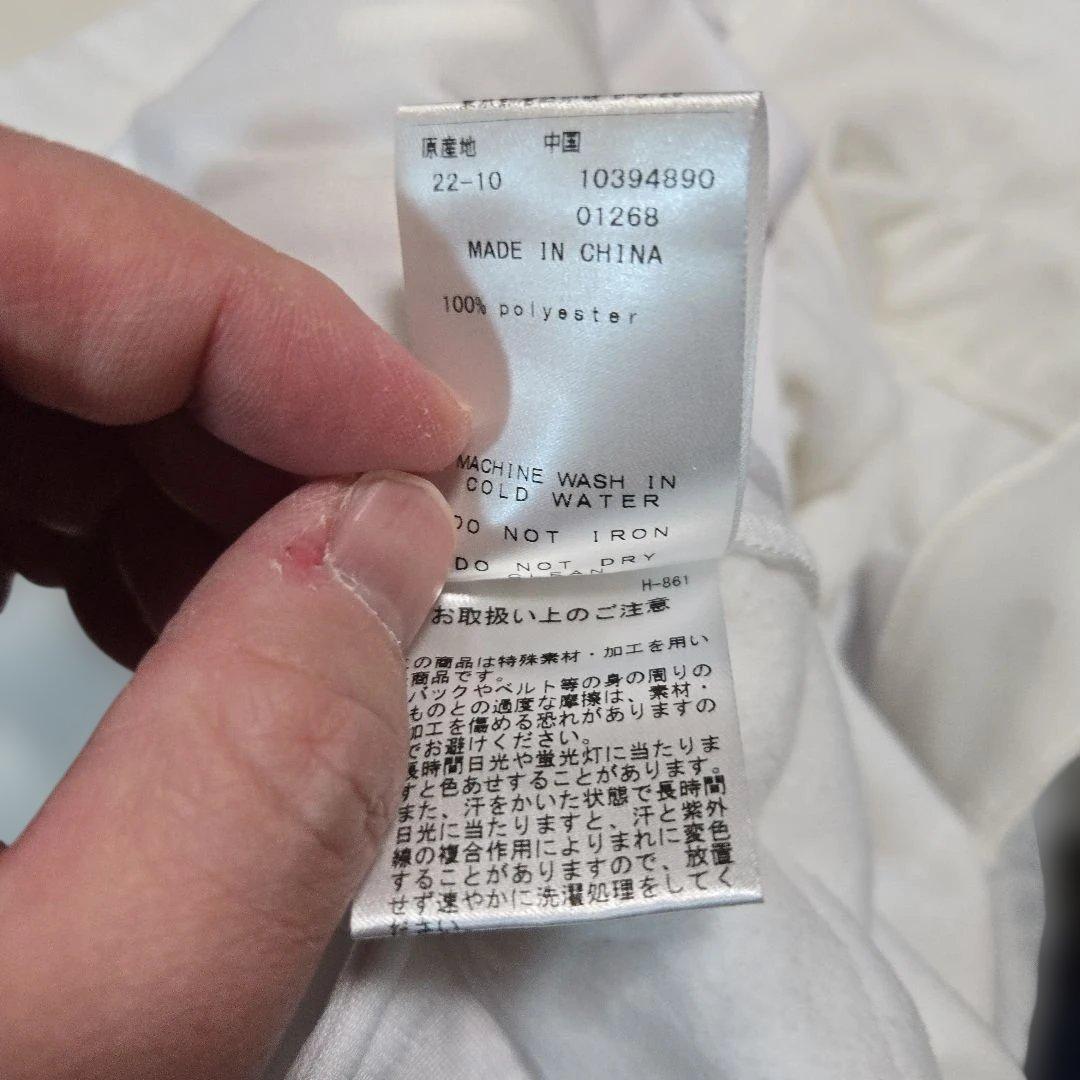 原産地 中国
22-10 10394890
01268
MADE IN CHINA
100% polyester
MACHINE WASH IN
COLD WATER
DO NOT IRON
DO NOT DRY
CLEAN
H-861
お取扱い上のご注意
の商品は特殊素材・加工を用い
商品です。
バックやベルト等の身の周りの
ものとの過度な摩擦は、素材・
加工を傷める恐れがありますの
でお避けください。
長時間日光や蛍光灯に当たりま
すと色あせすることがあります。
また、汗をかいた状態で長時間
日光に当たりますと、汗と紫外
線の複合作用によりまれに変色
することがありますので、放置
せず速やかに洗濯処理をしてく
ださい。